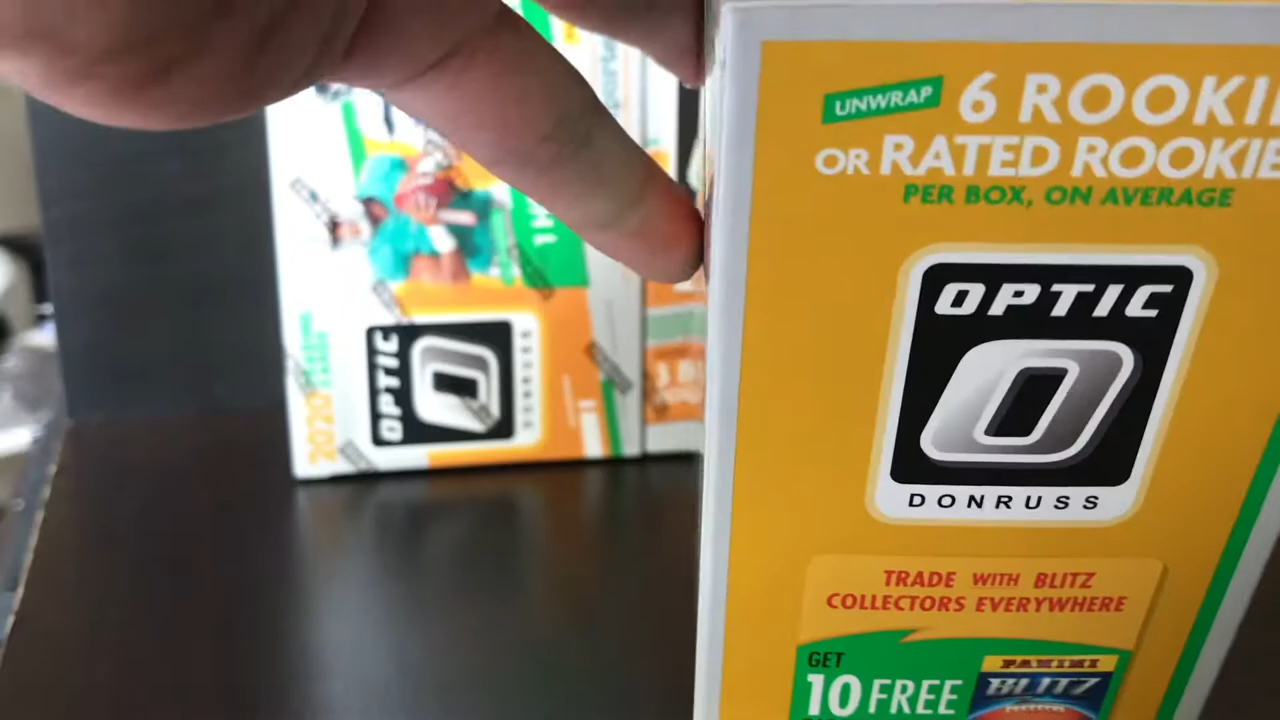 UNWRAP 6 ROOKI
OR RATED ROOKIE
PER BOX, ON AVERAGE
OPTIC
DONRUSS
TRADE WITH BLITZ
COLLECTORS EVERYWHERE
GET
10 FREE
PANINI
BLITZ
OPTIC
DONRUSS
2020